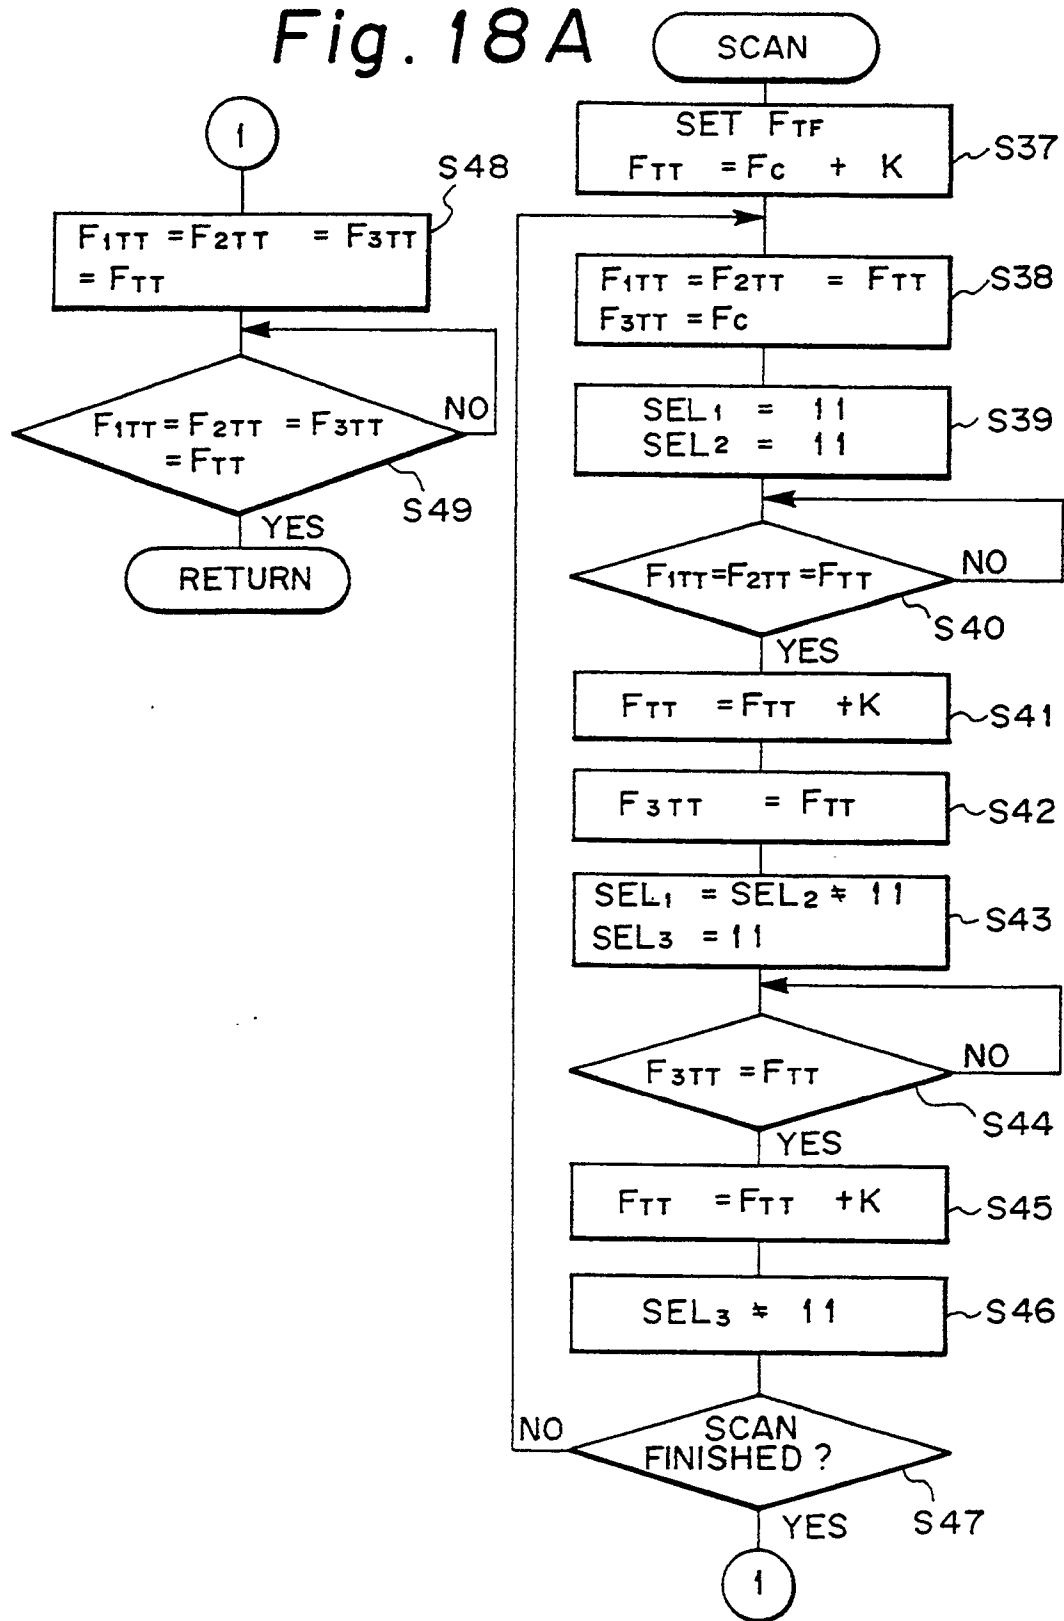 Fig. 18A
SCAN
SET FTF
FTT = FC + K
S37
F1TT = F2TT = FTT
F3TT = FC
S38
SEL1 = 11
SEL2 = 11
S39
F1TT = F2TT = FTT
NO
S40
YES
FTT = FTT + K
S41
F3TT = FTT
S42
SEL1 = SEL2 ≠ 11
SEL3 = 11
S43
F3TT = FTT
NO
S44
YES
FTT = FTT + K
S45
SEL3 ≠ 11
S46
SCAN
FINISHED ?
NO
S47
YES
1
1
S48
F1TT = F2TT = F3TT
= FTT
F1TT = F2TT = F3TT
= FTT
NO
S49
YES
RETURN